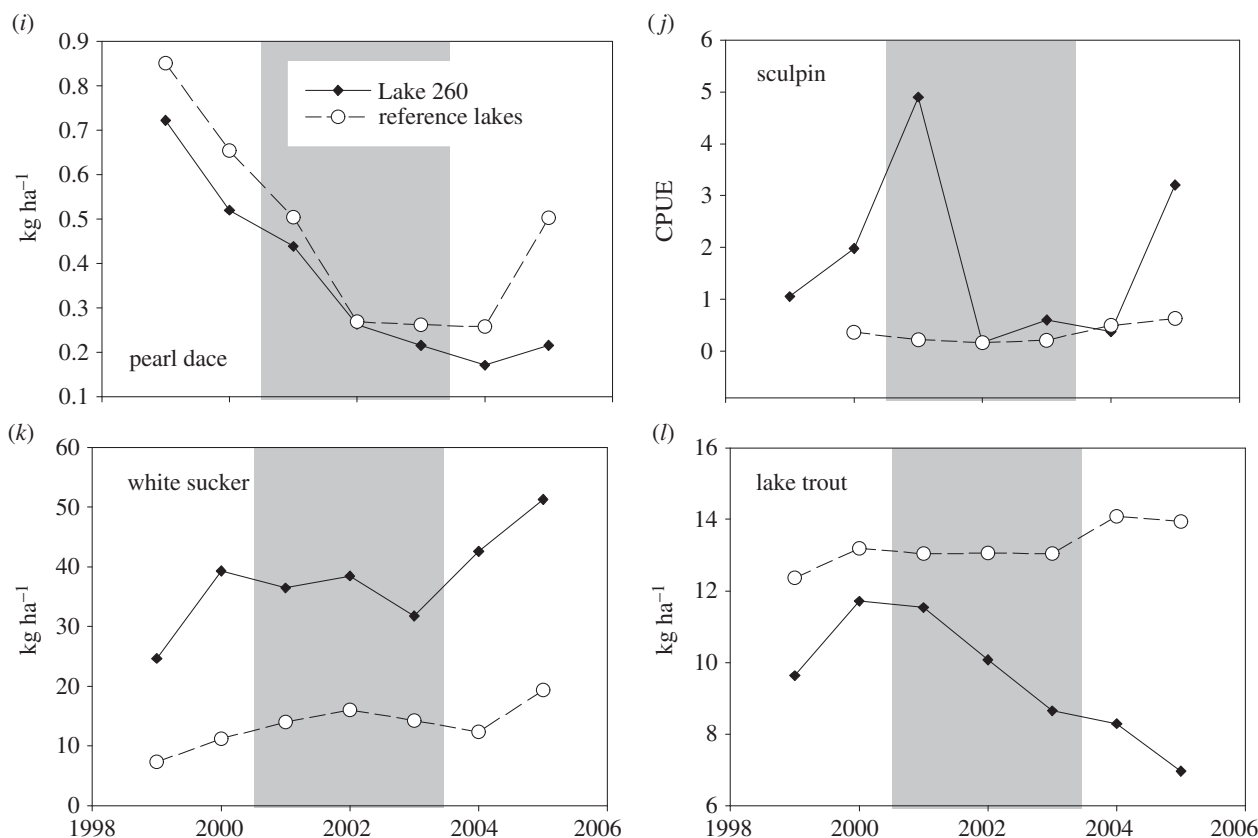 (i)
0.9
0.8
0.7
0.6
0.5
0.4
0.3
0.2
0.1
kg ha⁻¹
Lake 260
reference lakes
pearl dace
(j)
6
5
4
3
2
1
0
CPUE
sculpin
(k)
60
50
40
30
20
10
0
kg ha⁻¹
white sucker
1998 2000 2002 2004 2006
(l)
16
14
12
10
8
6
kg ha⁻¹
lake trout
1998 2000 2002 2004 2006